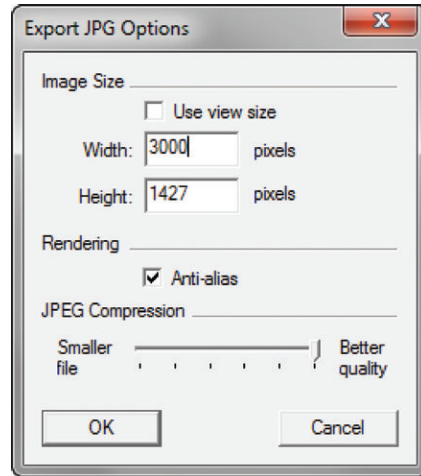 Export JPG Options
Image Size
Use view size
Width: 3000 pixels
Height: 1427 pixels
Rendering
Anti-alias
JPEG Compression
Smaller Better
file quality
OK Cancel